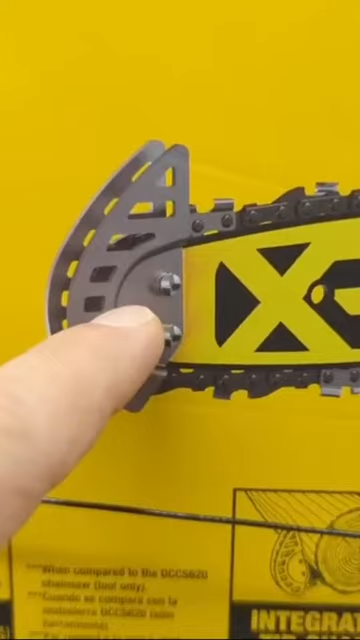 X
***When compared to the DCCS620
chainsaw (tool only).
***Cuando se compara con la
motosierra DCCS620 (solo
herramienta).
INTEGRA